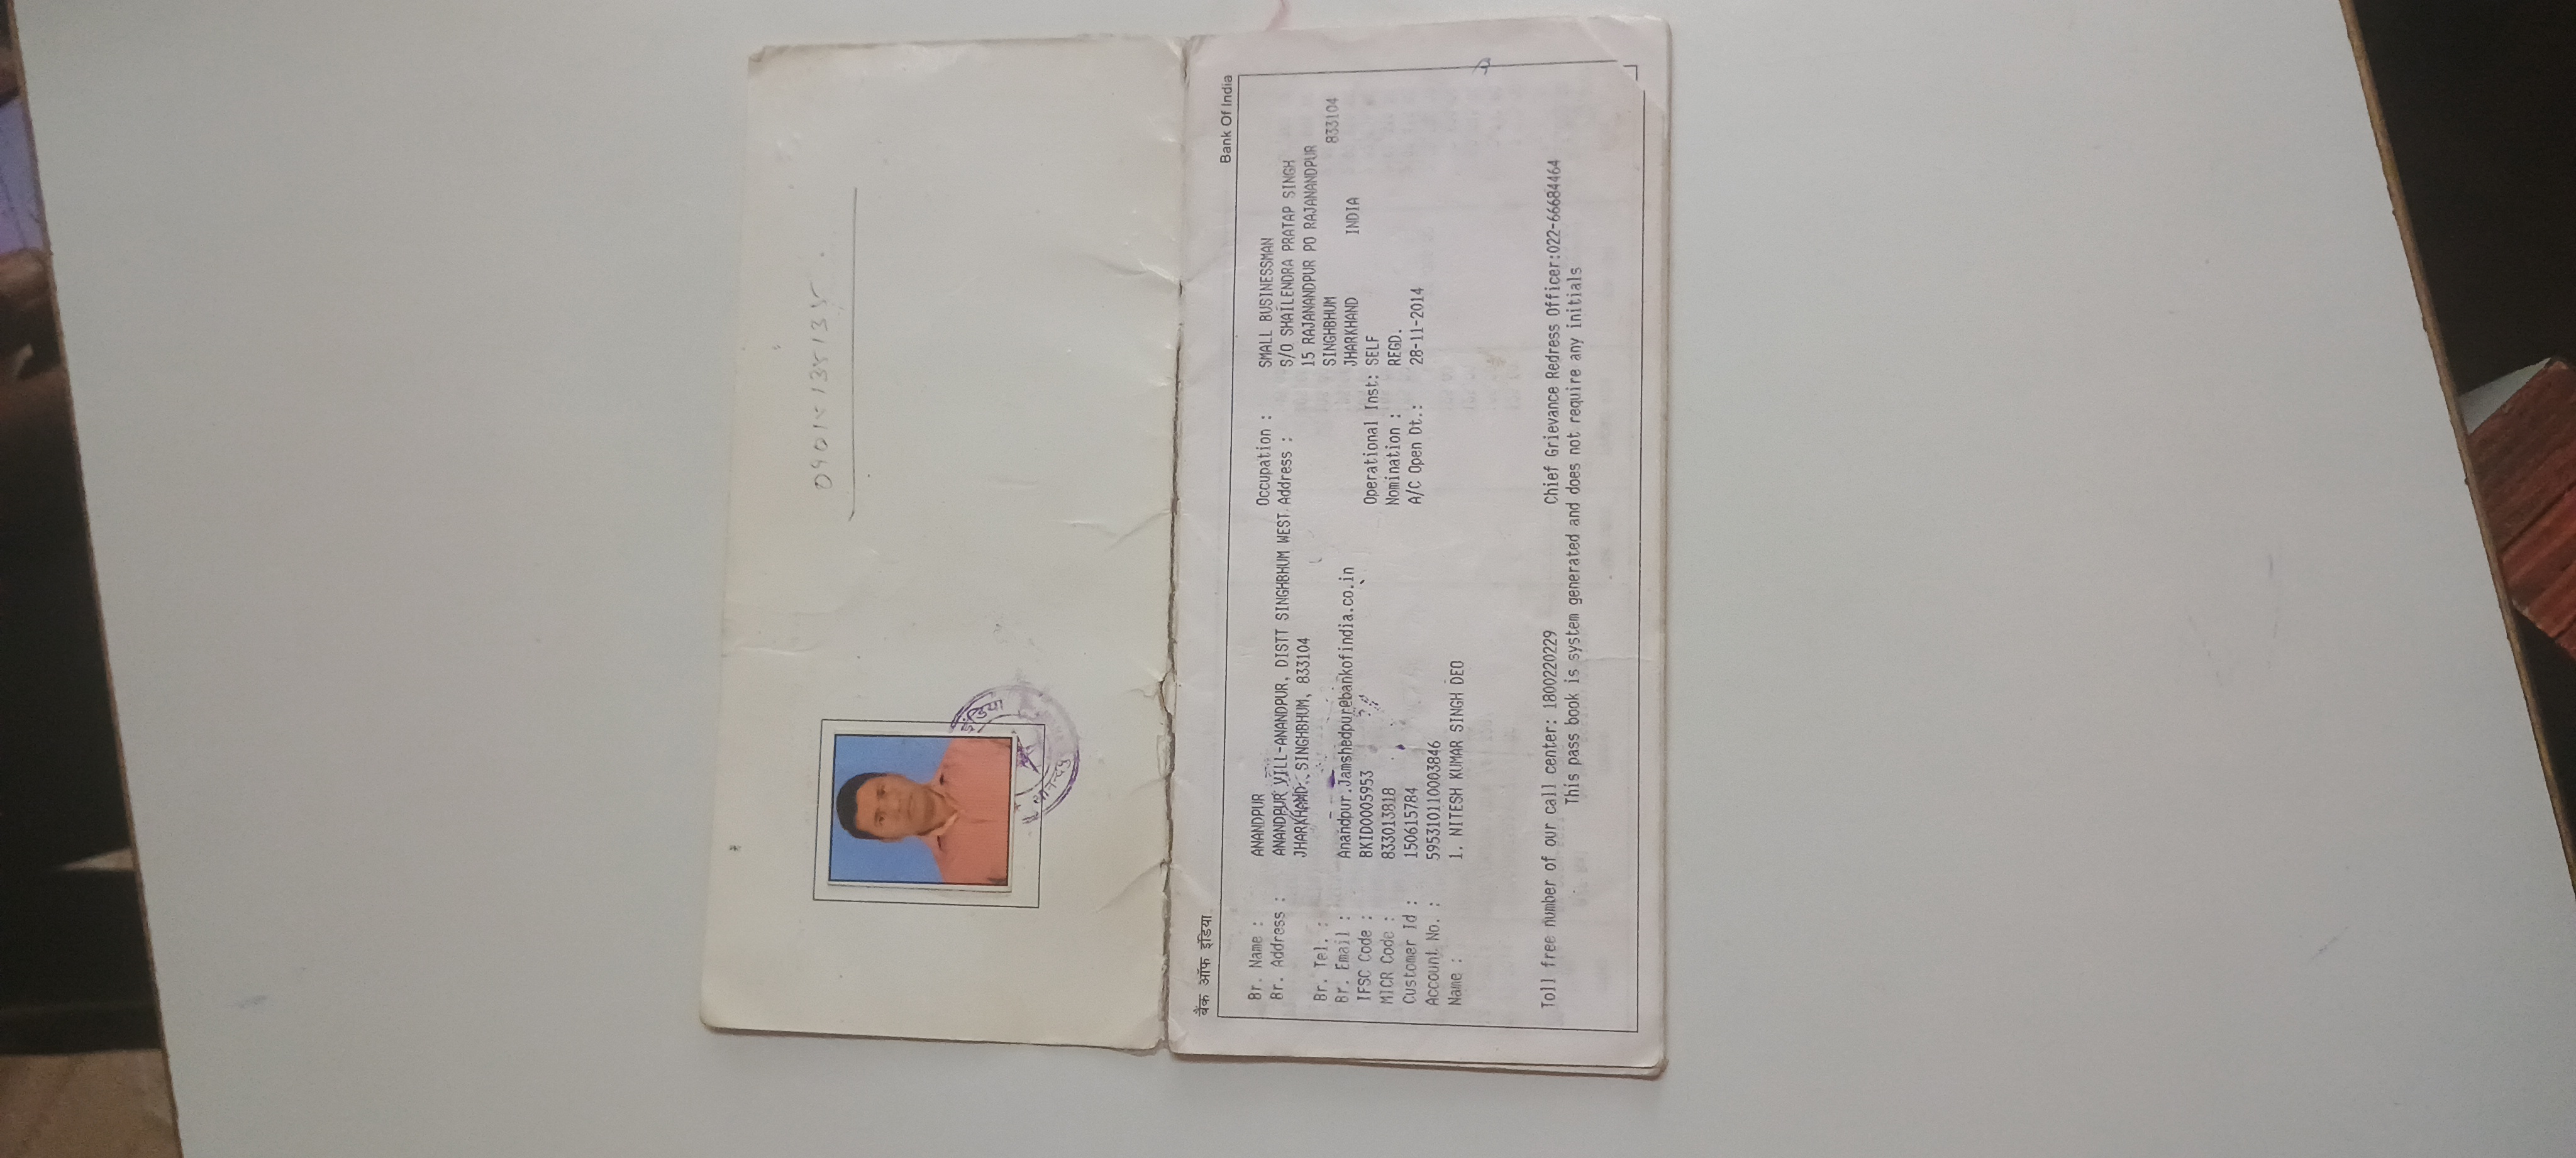 बैंक ऑफ इंडिया Bank Of India
Br. Name : ANANDPUR Occupation : SMALL BUSINESSMAN
Br. Address : ANANDPUR VILL-ANANDPUR, DISTT SINGHBHUM WEST, Address : S/O SHAILENDRA PRATAP SINGH
JHARKHAND, SINGHBHUM, 833104 15 RAJANANDPUR PO RAJANANDPUR
Br. Tel. : SINGHBHUM 833104
Br. Email : Anandpur.Jamshedpur@bankofindia.co.in JHARKHAND INDIA
IFSC Code : BKID0005953 Operational Inst: SELF
MICR Code : 833013818 Nomination : REGD.
Customer Id : 150615784 A/C Open Dt.: 28-11-2014
Account No. : 595310110003846
Name : 1. NITESH KUMAR SINGH DEO
Toll free number of our call center: 1800220229 Chief Grievance Redress Officer:022-66684464
This pass book is system generated and does not require any initials
इंडिया